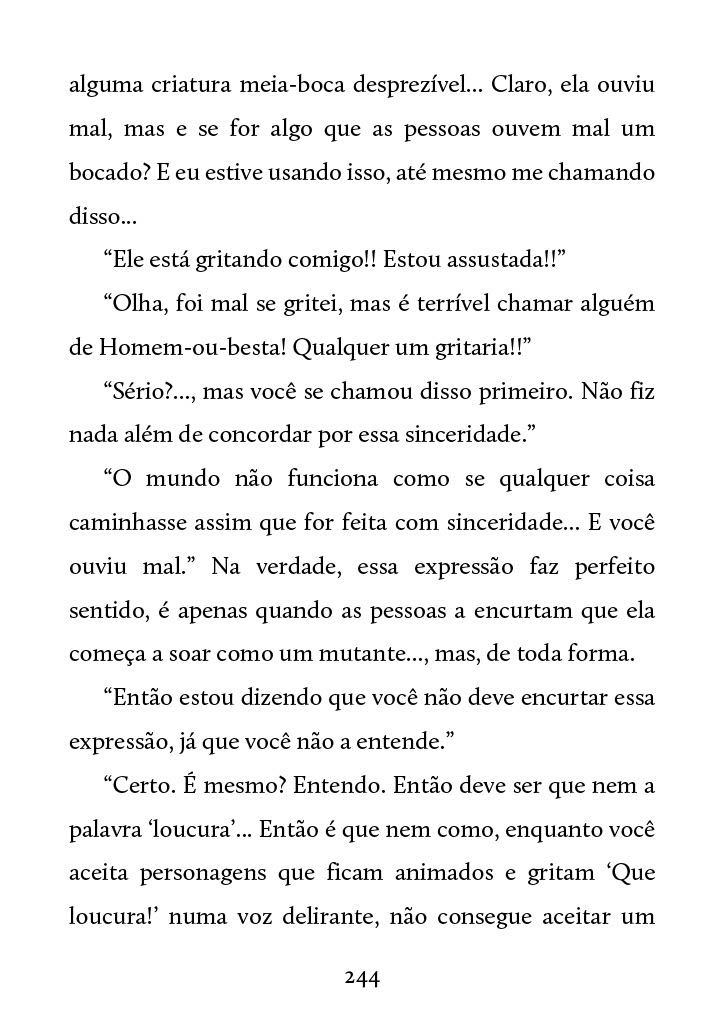 alguma criatura meia-boca desprezível... Claro, ela ouviu
mal, mas e se for algo que as pessoas ouvem mal um
bocado? E eu estive usando isso, até mesmo me chamando
disso...
“Ele está gritando comigo!! Estou assustada!!”
“Olha, foi mal se gritei, mas é terrível chamar alguém
de Homem-ou-besta! Qualquer um gritaria!!”
“Sério?..., mas você se chamou disso primeiro. Não fiz
nada além de concordar por essa sinceridade.”
“O mundo não funciona como se qualquer coisa
caminhasse assim que for feita com sinceridade... E você
ouviu mal.” Na verdade, essa expressão faz perfeito
sentido, é apenas quando as pessoas a encurtam que ela
começa a soar como um mutante..., mas, de toda forma.
“Então estou dizendo que você não deve encurtar essa
expressão, já que você não a entende.”
“Certo. É mesmo? Entendo. Então deve ser que nem a
palavra ‘loucura’... Então é que nem como, enquanto você
aceita personagens que ficam animados e gritam ‘Que
loucura!’ numa voz delirante, não consegue aceitar um
244